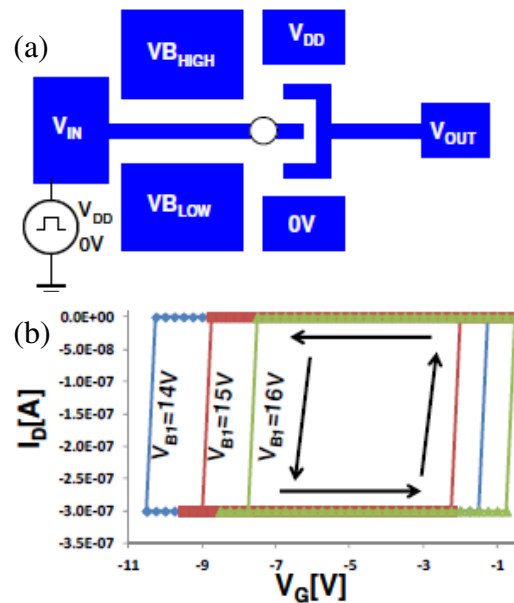 (a)
VB_HIGH
V_DD
V_IN
V_OUT
VB_LOW
0V
V_DD
0V
(b)
0.0E+00
-5.0E-08
-1.0E-07
-1.5E-07
-2.0E-07
-2.5E-07
-3.0E-07
-3.5E-07
I_D[A]
V_B1=14V
V_B1=15V
V_B1=16V
-11 -9 -7 -5 -3 -1
V_G[V]